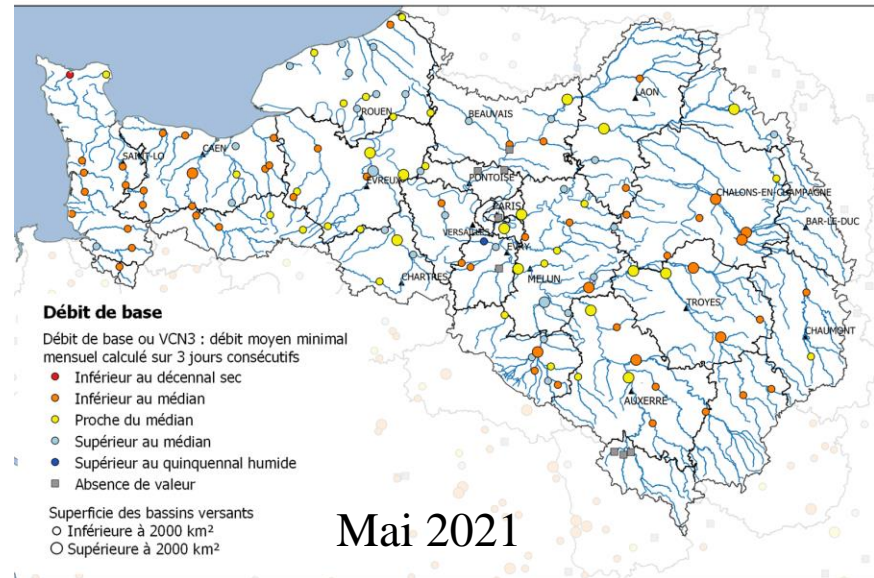 LAON
BEAUVAIS
ROUEN
CAEN
SAINT-LO
EVREUX
PONTOISE
PARIS
VERSAILLES
EVRY
MELUN
CHARTRES
CHALONS-EN-CHAMPAGNE
BAR-LE-DUC
TROYES
CHAUMONT
AUXERRE
Débit de base
Débit de base ou VCN3 : débit moyen minimal
mensuel calculé sur 3 jours consécutifs
Inférieur au décennal sec
Inférieur au médian
Proche du médian
Supérieur au médian
Supérieur au quinquennal humide
Absence de valeur
Superficie des bassins versants
Inférieure à 2000 km²
Supérieure à 2000 km²
Mai 2021